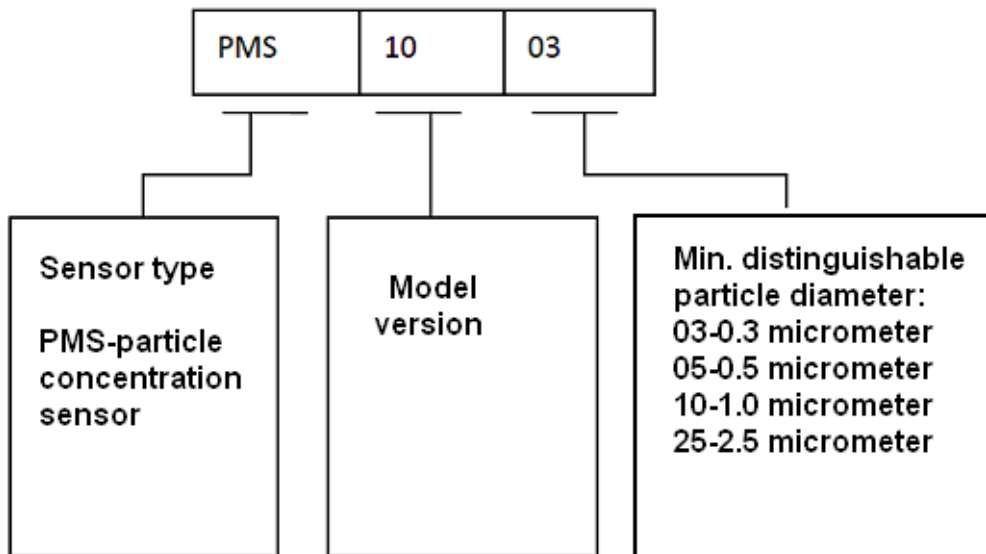 PMS 10 03
Sensor type
PMS-particle
concentration
sensor
Model
version
Min. distinguishable
particle diameter:
03-0.3 micrometer
05-0.5 micrometer
10-1.0 micrometer
25-2.5 micrometer